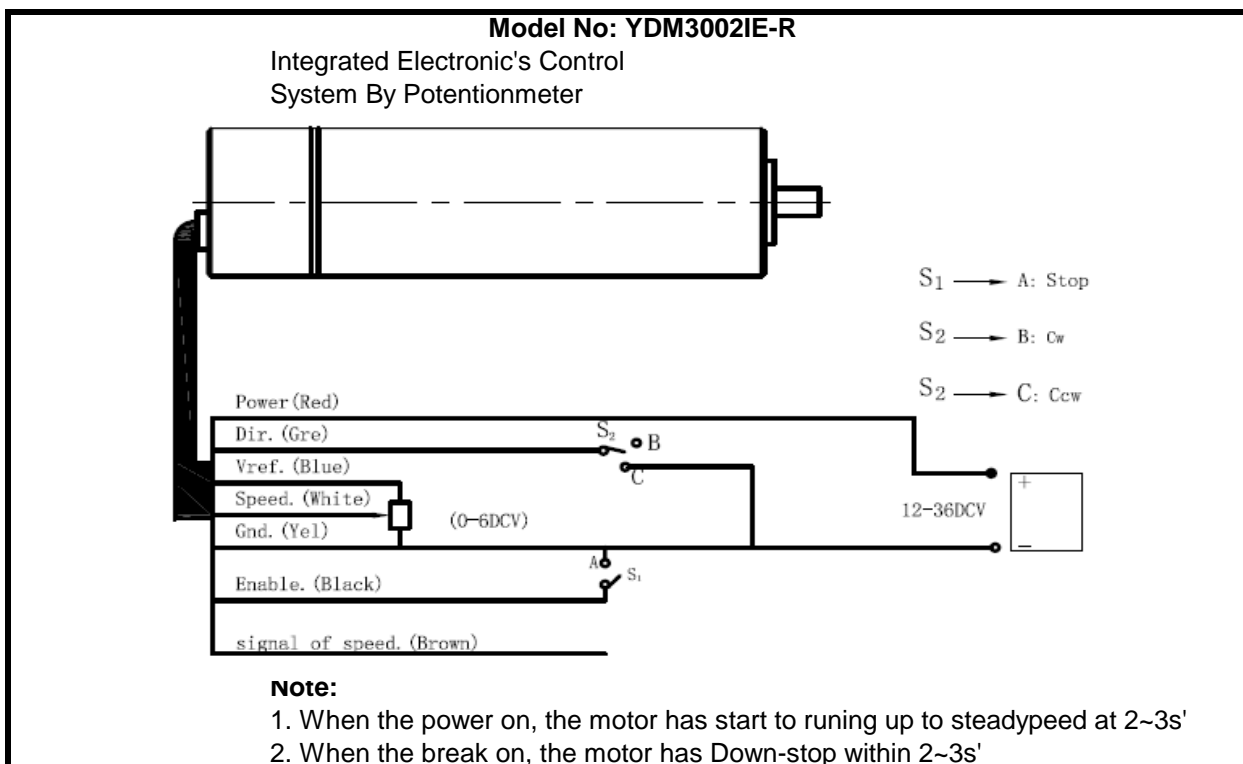 Model No: YDM3002IE-R
Integrated Electronic's Control
System By Potentionmeter
S1 A: Stop
S2 B: Cw
S2 C: Ccw
Power(Red)
Dir. (Gre)
S2 B
Vref. (Blue)
C
Speed. (White)
(0-6DCV)
12-36DCV
+
Gnd. (Yel)
−
A
S1
Enable. (Black)
signal of speed. (Brown)
Note:
1. When the power on, the motor has start to runing up to steadypeed at 2~3s'
2. When the break on, the motor has Down-stop within 2~3s'